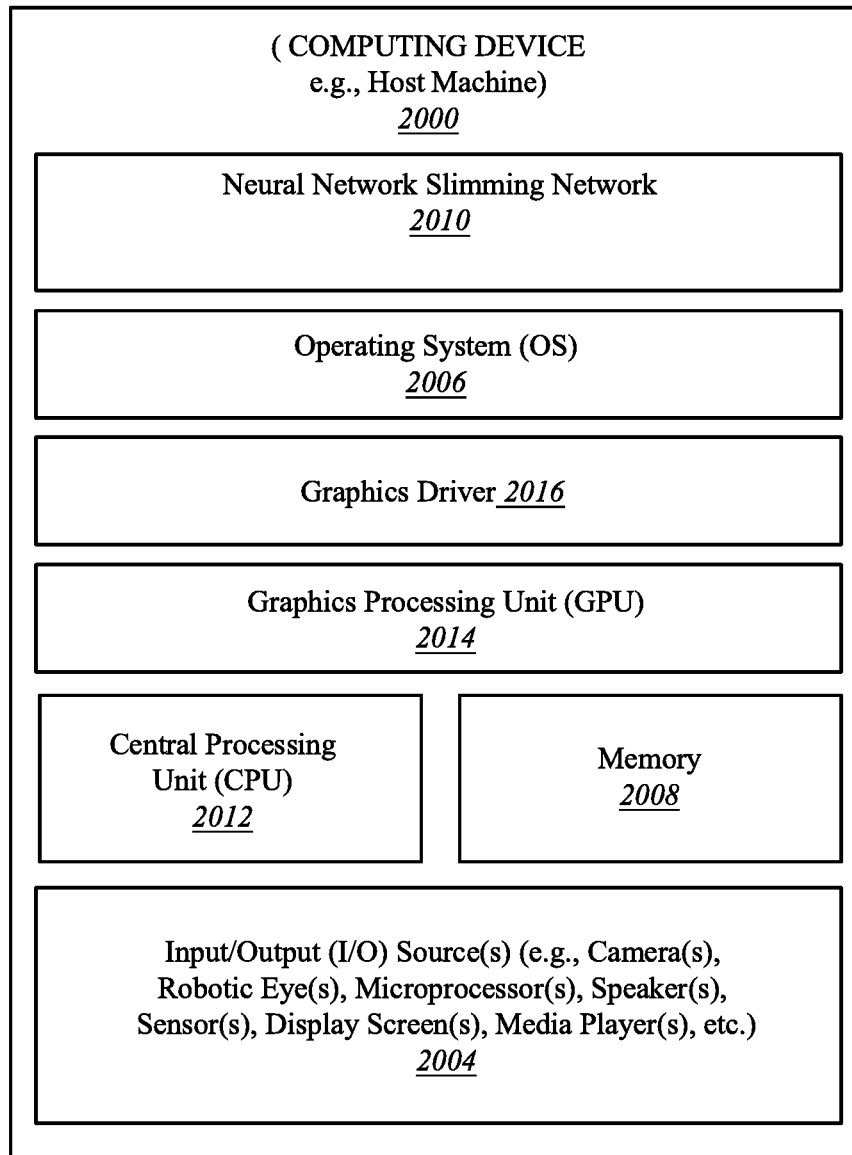 ( COMPUTING DEVICE
e.g., Host Machine)
2000
Neural Network Slimming Network
2010
Operating System (OS)
2006
Graphics Driver 2016
Graphics Processing Unit (GPU)
2014
Central Processing
Unit (CPU)
2012
Memory
2008
Input/Output (I/O) Source(s) (e.g., Camera(s),
Robotic Eye(s), Microprocessor(s), Speaker(s),
Sensor(s), Display Screen(s), Media Player(s), etc.)
2004